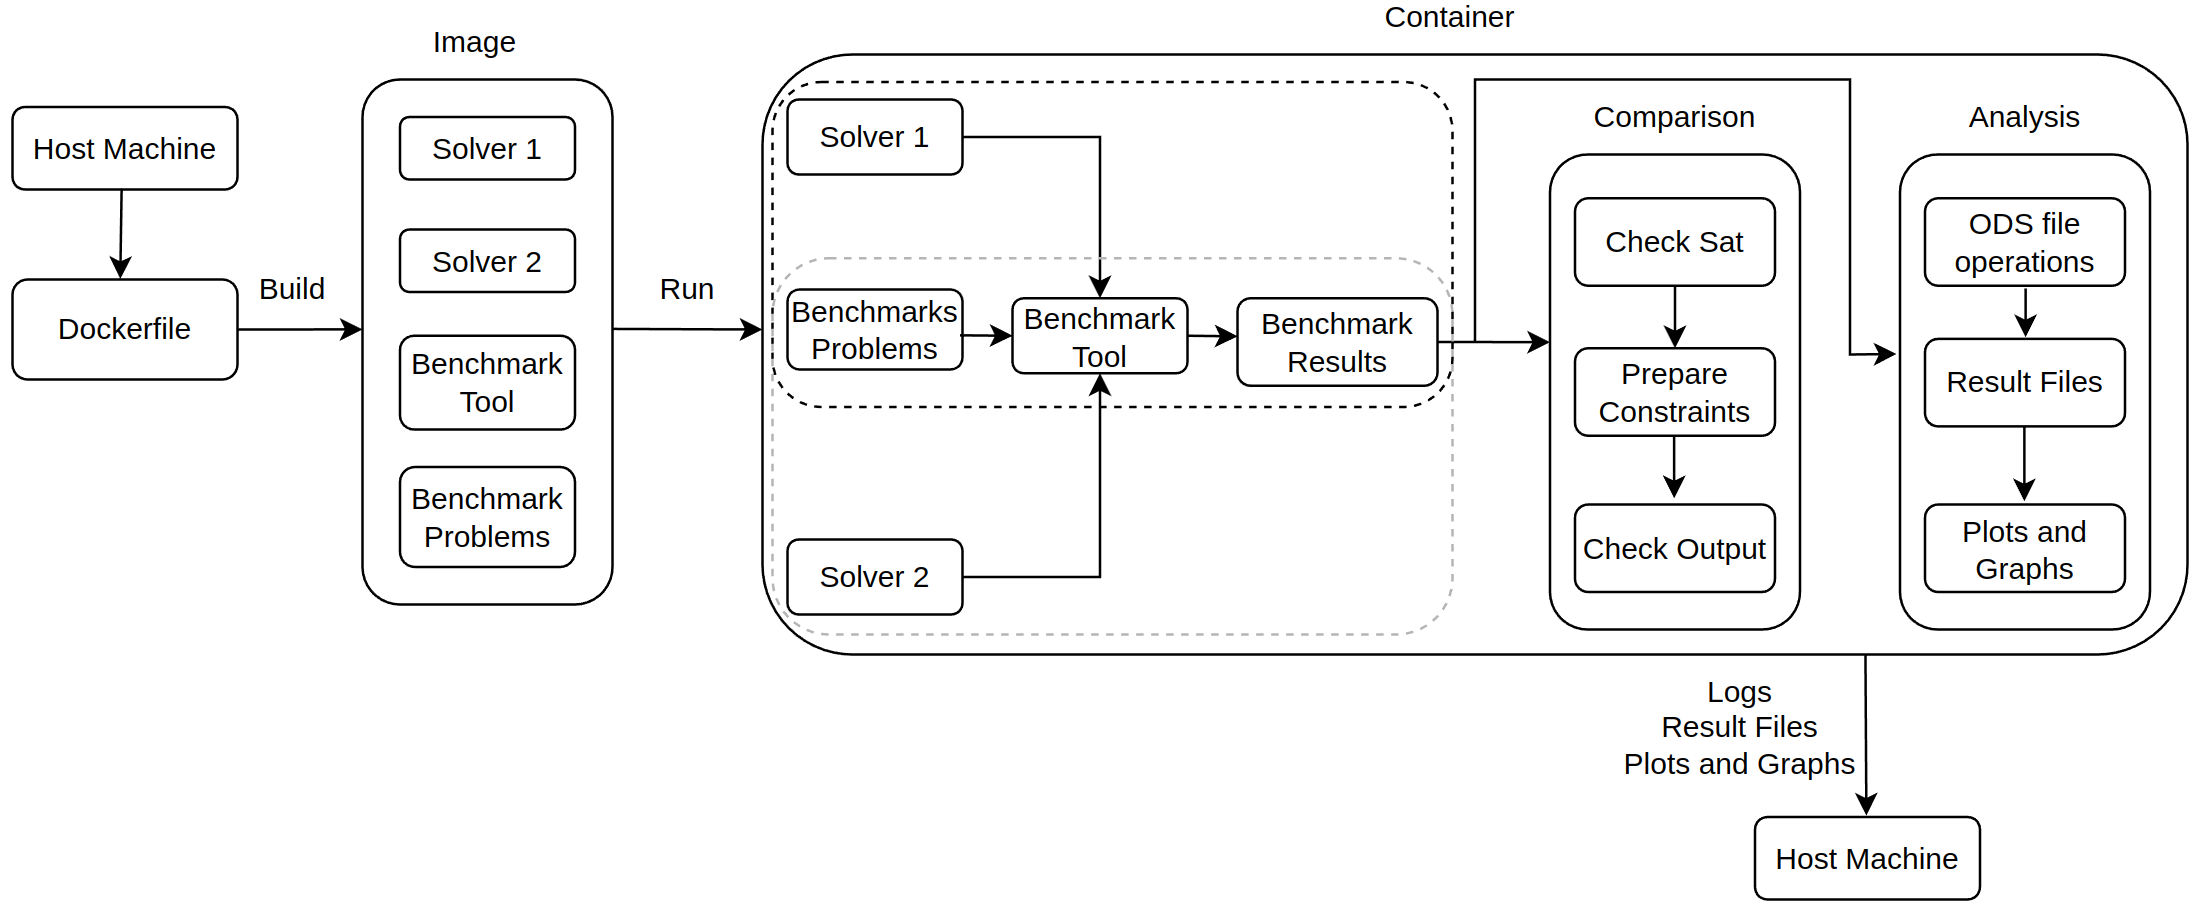 Host Machine
Dockerfile
Build
Image
Solver 1
Solver 2
Benchmark
Tool
Benchmark
Problems
Run
Container
Solver 1
Benchmarks
Problems
Benchmark
Tool
Benchmark
Results
Solver 2
Comparison
Check Sat
Prepare
Constraints
Check Output
Analysis
ODS file
operations
Result Files
Plots and
Graphs
Logs
Result Files
Plots and Graphs
Host Machine